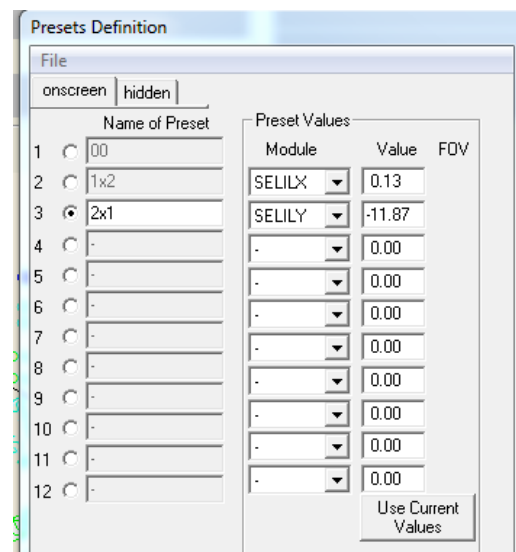 Presets Definition
File
onscreen hidden
Name of Preset Preset Values
Module Value FOV
1 00
2 1x2 SELILX 0.13
3 2x1 SELILY -11.87
4 - - 0.00
5 - - 0.00
6 - - 0.00
7 - - 0.00
8 - - 0.00
9 - - 0.00
10 - - 0.00
11 - - 0.00
12 -
Use Current
Values